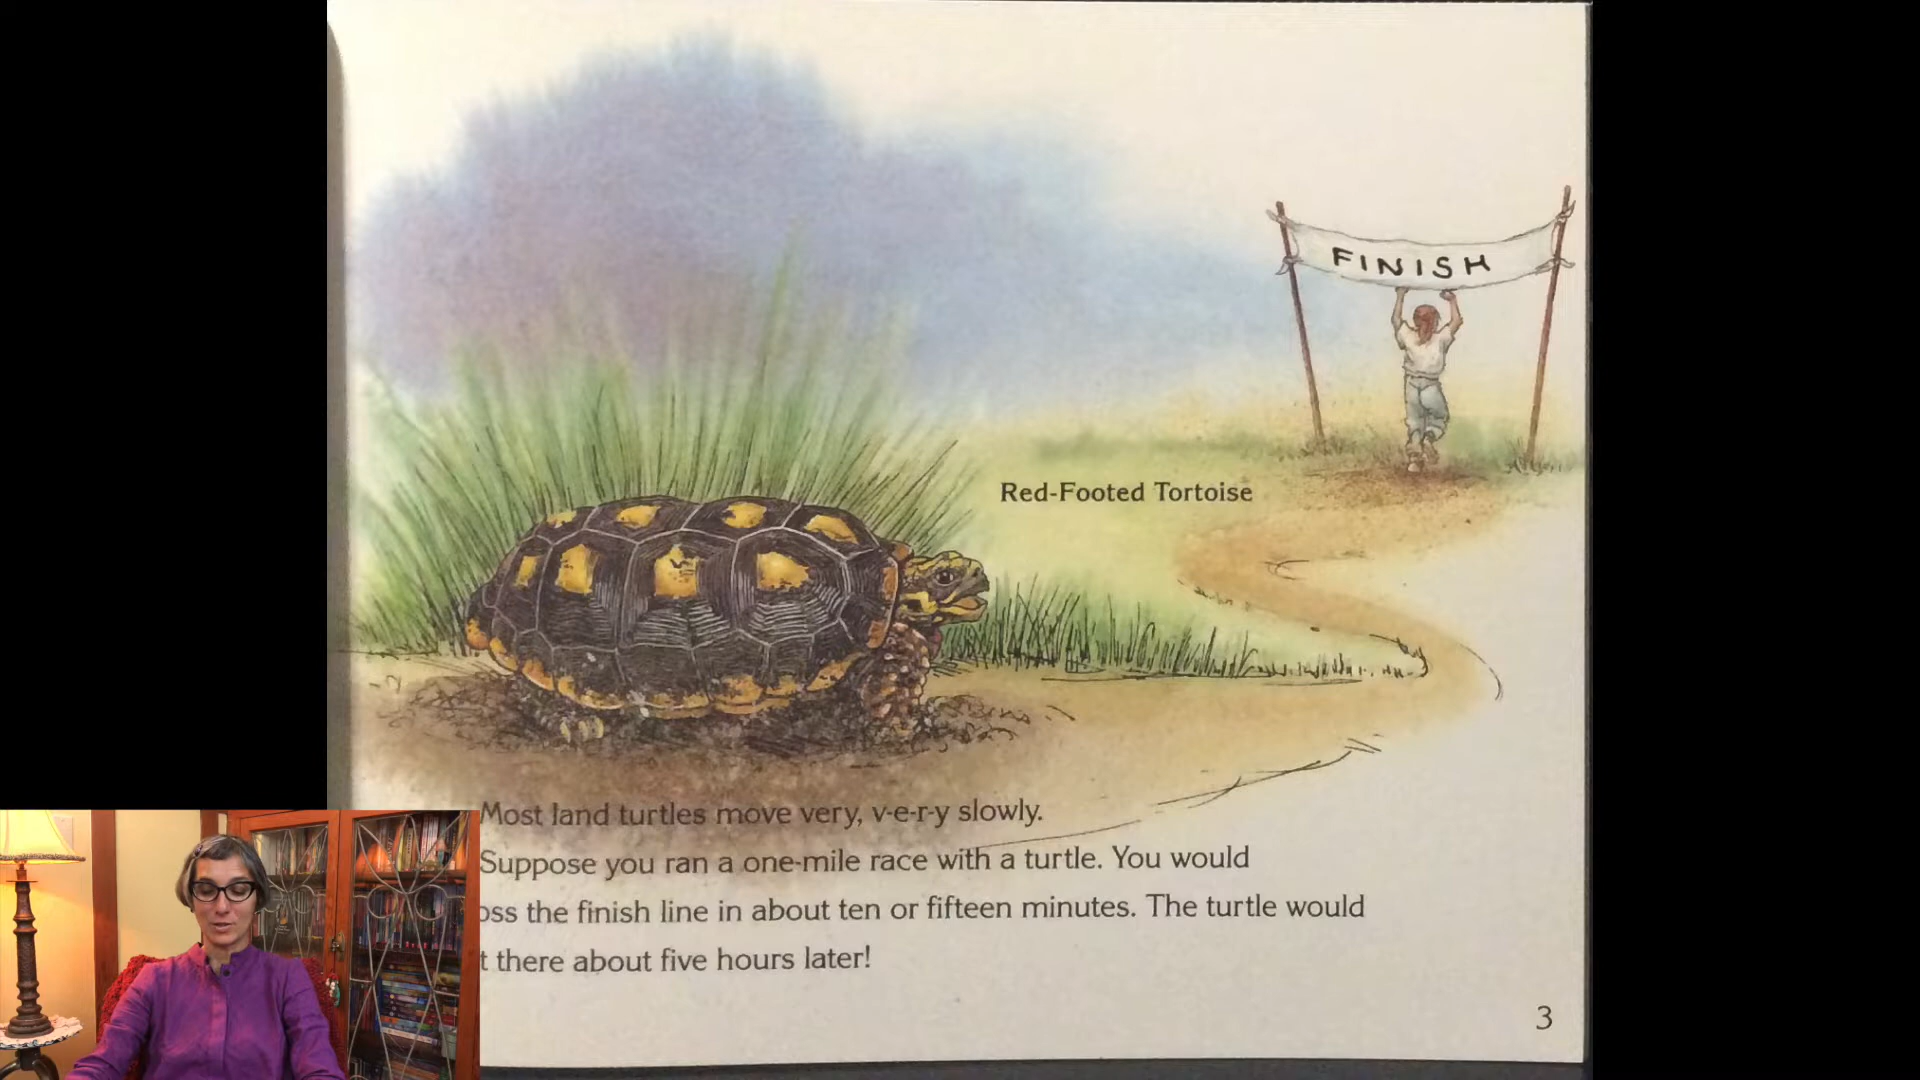 FINISH
Red-Footed Tortoise
Most land turtles move very, v-e-r-y slowly.
Suppose you ran a one-mile race with a turtle. You would
oss the finish line in about ten or fifteen minutes. The turtle would
t there about five hours later!
3